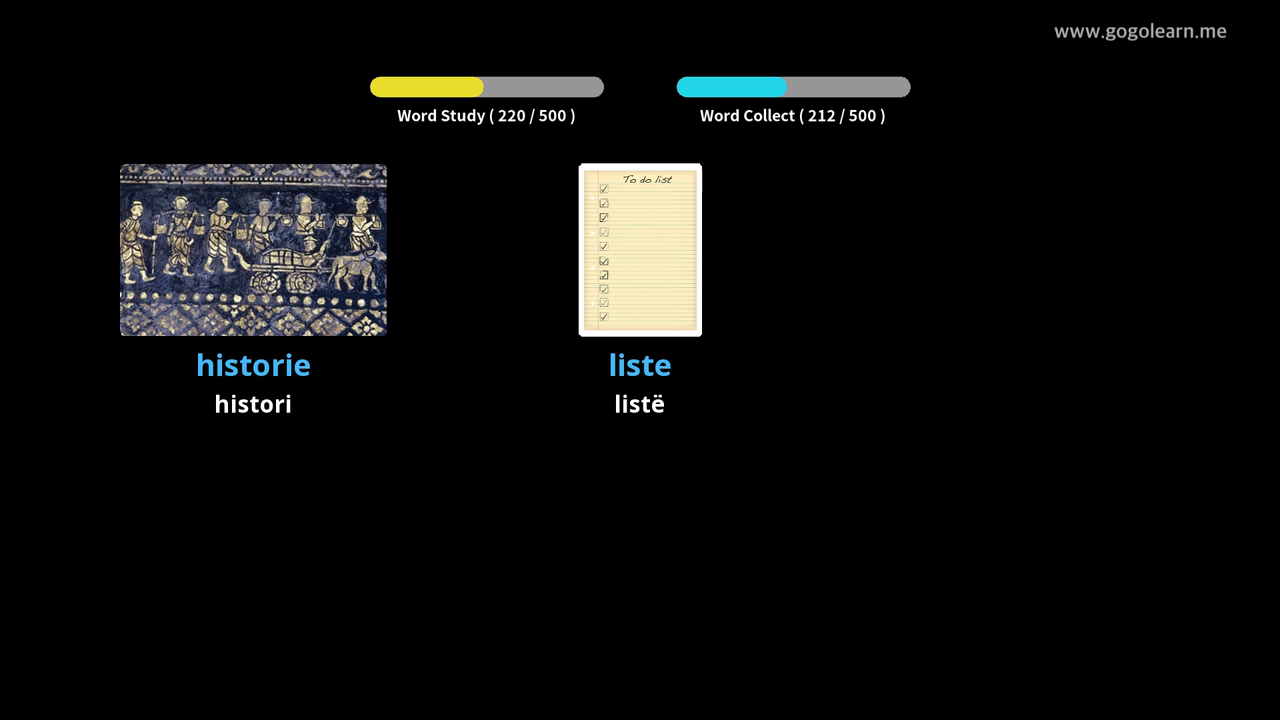 www.gogolearn.me
Word Study ( 220 / 500 )
Word Collect ( 212 / 500 )
To do list
historie
liste
histori
listë